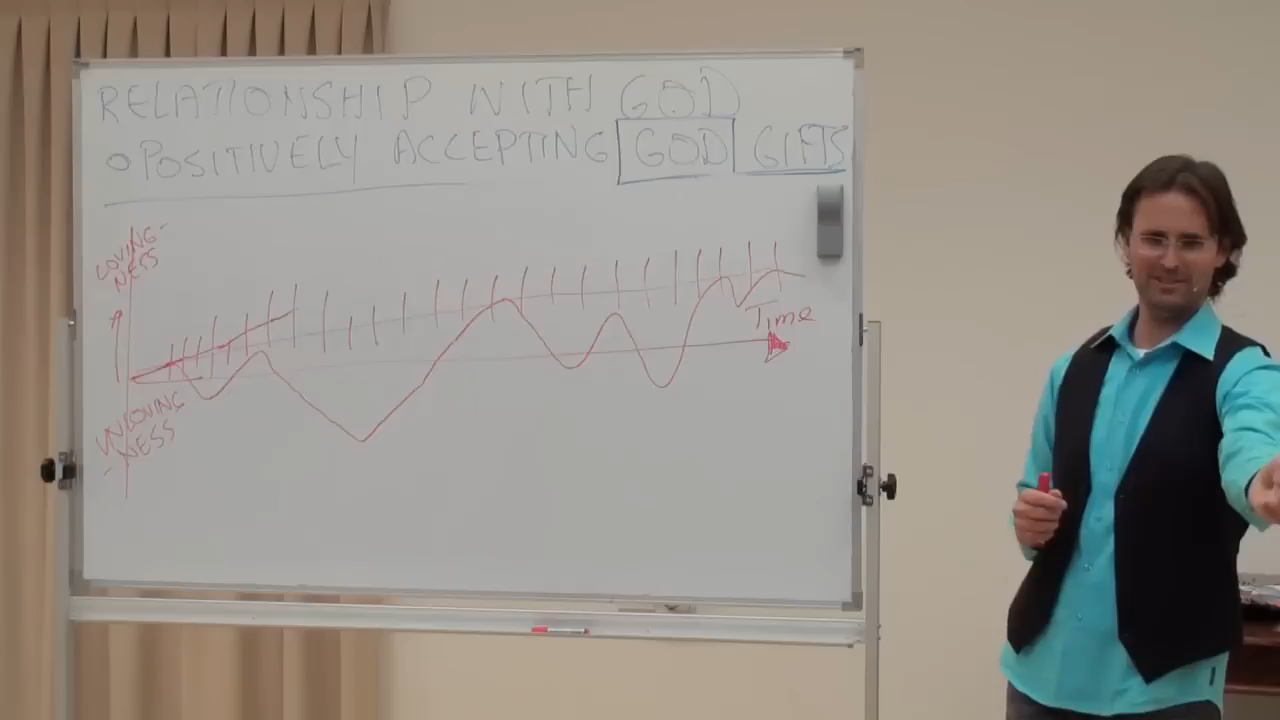 RELATIONSHIP WITH GOD
POSITIVELY ACCEPTING GOD GIFTS
LOVING-
NESS
Time
UNLOVING
-NESS